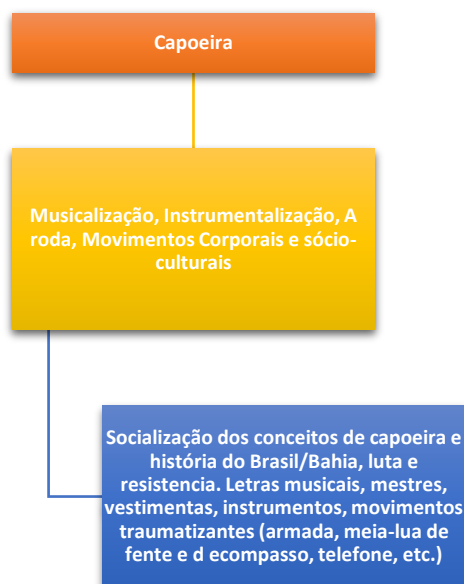 Capoeira
Musicalização, Instrumentalização, A
roda, Movimentos Corporais e sócio-
culturais
Socialização dos conceitos de capoeira e
história do Brasil/Bahia, luta e
resistencia. Letras musicais, mestres,
vestimentas, instrumentos, movimentos
traumatizantes (armada, meia-lua de
fente e d ecompasso, telefone, etc.)